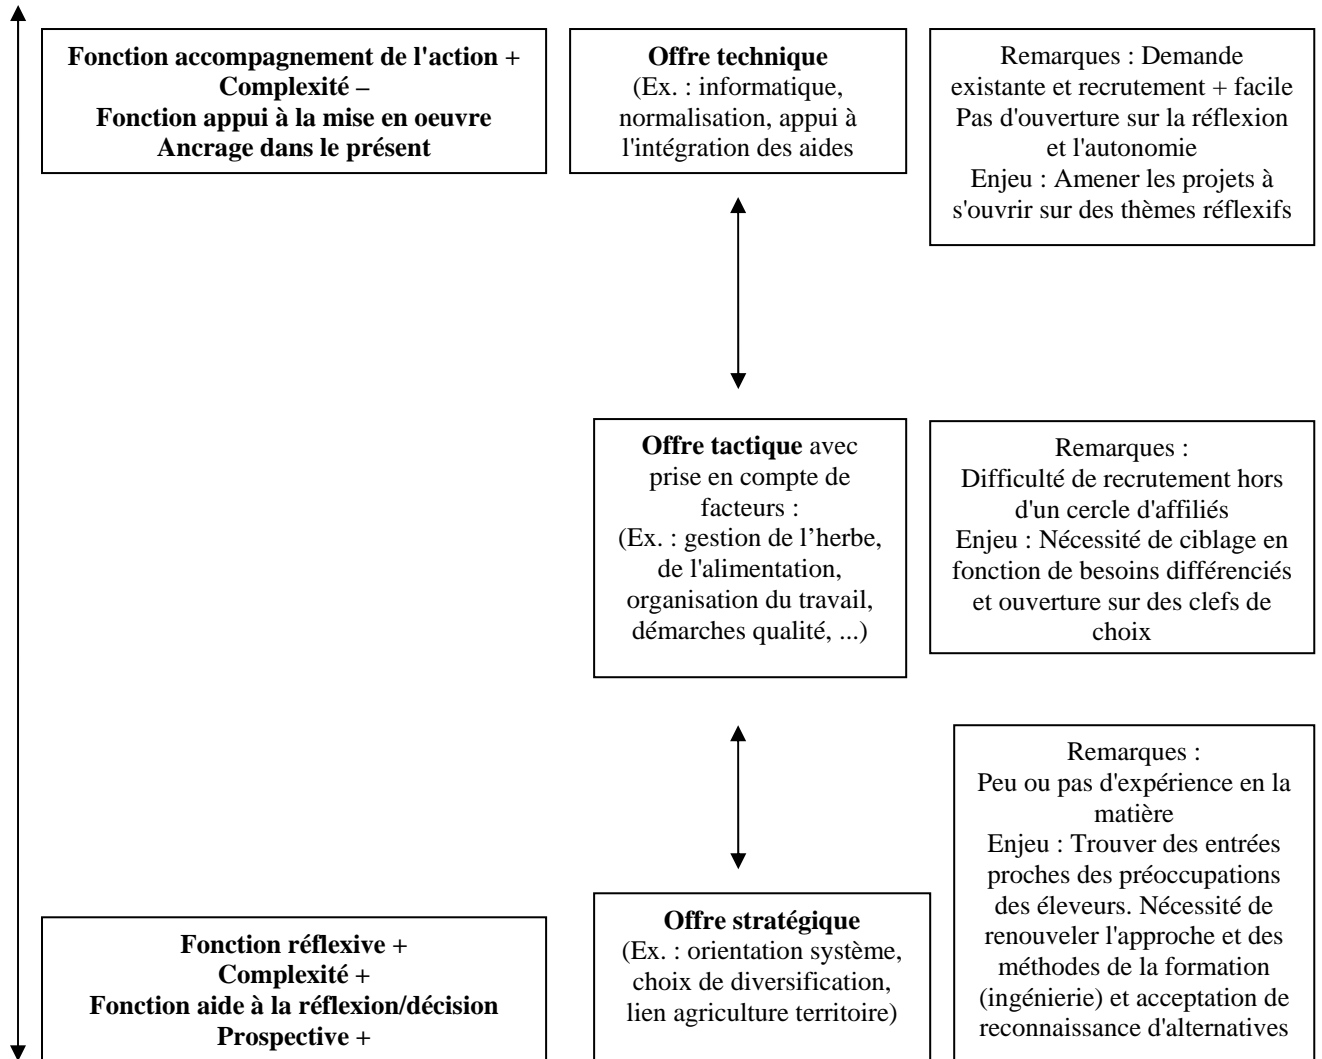 Fonction accompagnement de l'action +
Complexité –
Fonction appui à la mise en oeuvre
Ancrage dans le présent
Offre technique
(Ex. : informatique,
normalisation, appui à
l'intégration des aides
Remarques : Demande
existante et recrutement + facile
Pas d'ouverture sur la réflexion
et l'autonomie
Enjeu : Amener les projets à
s'ouvrir sur des thèmes réflexifs
Offre tactique avec
prise en compte de
facteurs :
(Ex. : gestion de l’herbe,
de l'alimentation,
organisation du travail,
démarches qualité, ...)
Remarques :
Difficulté de recrutement hors
d'un cercle d'affiliés
Enjeu : Nécessité de ciblage en
fonction de besoins différenciés
et ouverture sur des clefs de
choix
Fonction réflexive +
Complexité +
Fonction aide à la réflexion/décision
Prospective +
Offre stratégique
(Ex. : orientation système,
choix de diversification,
lien agriculture territoire)
Remarques :
Peu ou pas d'expérience en la
matière
Enjeu : Trouver des entrées
proches des préoccupations
des éleveurs. Nécessité de
renouveler l'approche et des
méthodes de la formation
(ingénierie) et acceptation de
reconnaissance d'alternatives